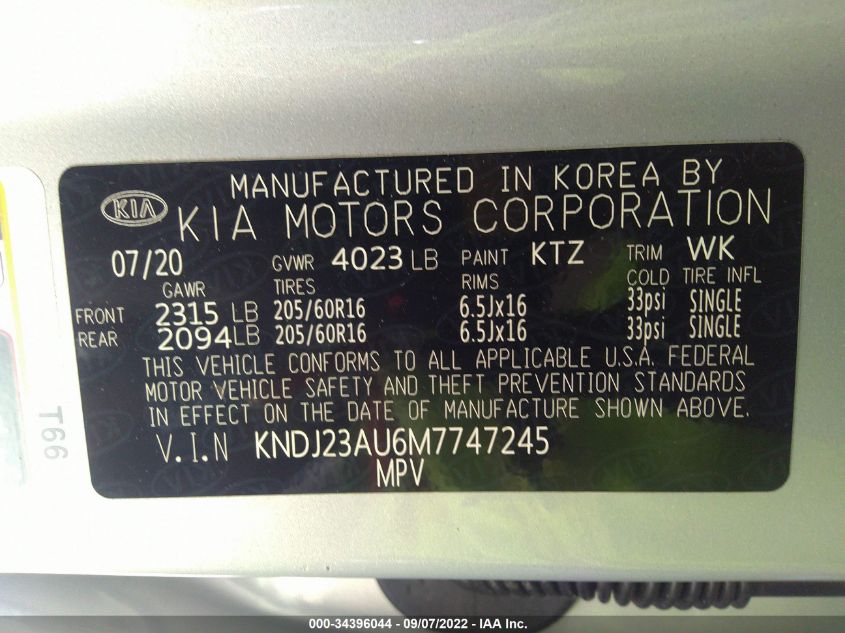 MANUFACTURED IN KOREA BY
KIA KIA MOTORS CORPORATION
07/20 GVWR 4023 LB PAINT KTZ TRIM WK
GAWR TIRES RIMS COLD TIRE INFL
FRONT 2315 LB 205/60R16 6.5Jx16 33psi SINGLE
REAR 2094 LB 205/60R16 6.5Jx16 33psi SINGLE
THIS VEHICLE CONFORMS TO ALL APPLICABLE U.S.A. FEDERAL
MOTOR VEHICLE SAFETY AND THEFT PREVENTION STANDARDS
IN EFFECT ON THE DATE OF MANUFACTURE SHOWN ABOVE.
V.I.N KNDJ23AU6M7747245
MPV
T66
000-34396044 - 09/07/2022 - IAA Inc.